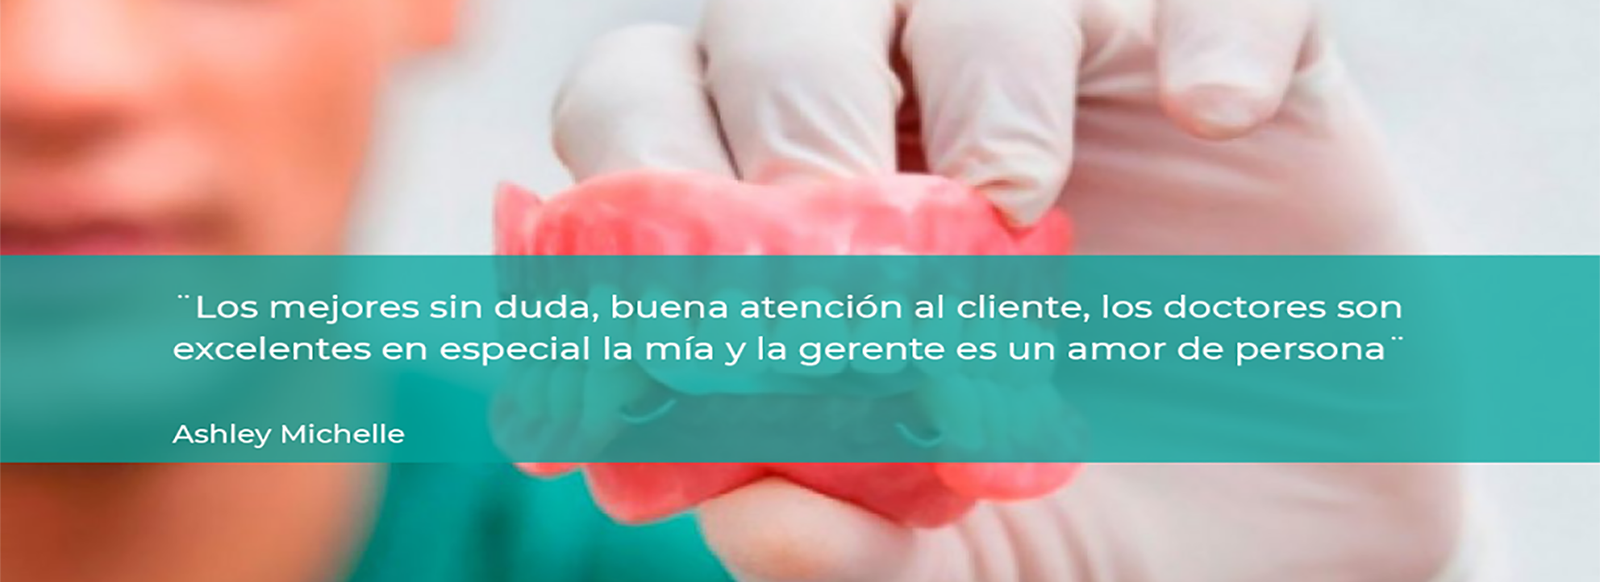 ¨Los mejores sin duda, buena atención al cliente, los doctores son
excelentes en especial la mía y la gerente es un amor de persona¨
Ashley Michelle